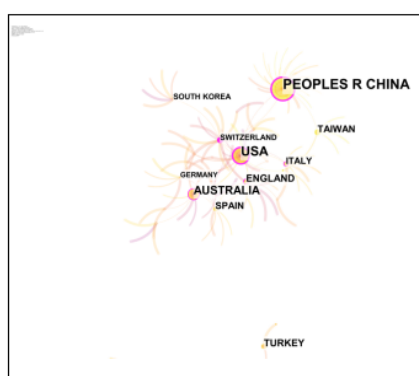 PEOPLES R CHINA
SOUTH KOREA
TAIWAN
SWITZERLAND
USA
ITALY
GERMANY
ENGLAND
AUSTRALIA
SPAIN
TURKEY